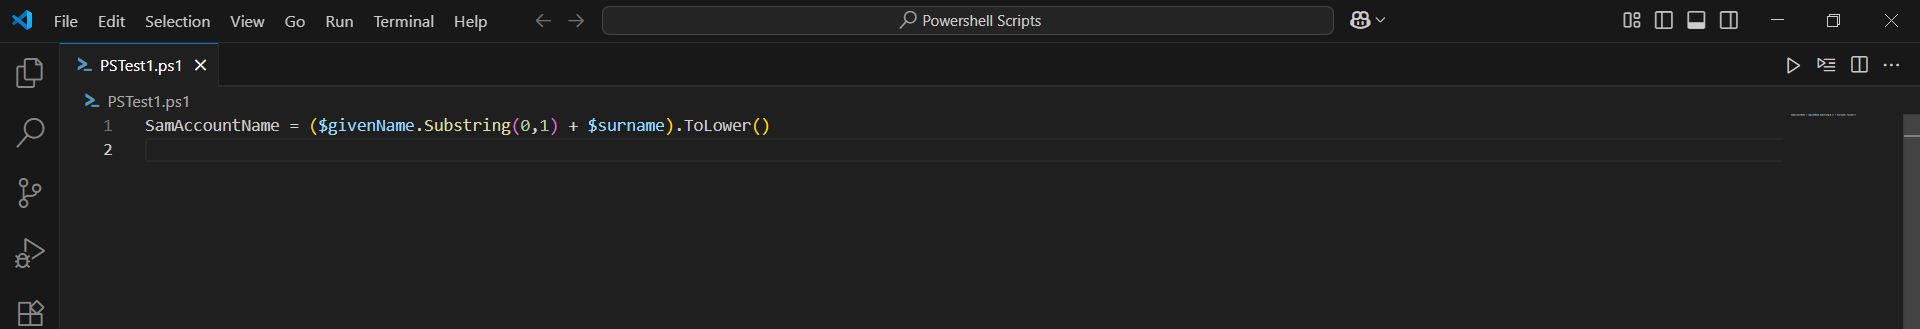 File Edit Selection View Go Run Terminal Help Powershell Scripts
PSTest1.ps1
PSTest1.ps1
1 SamAccountName = ($givenName.Substring(0,1) + $surname).ToLower()
2